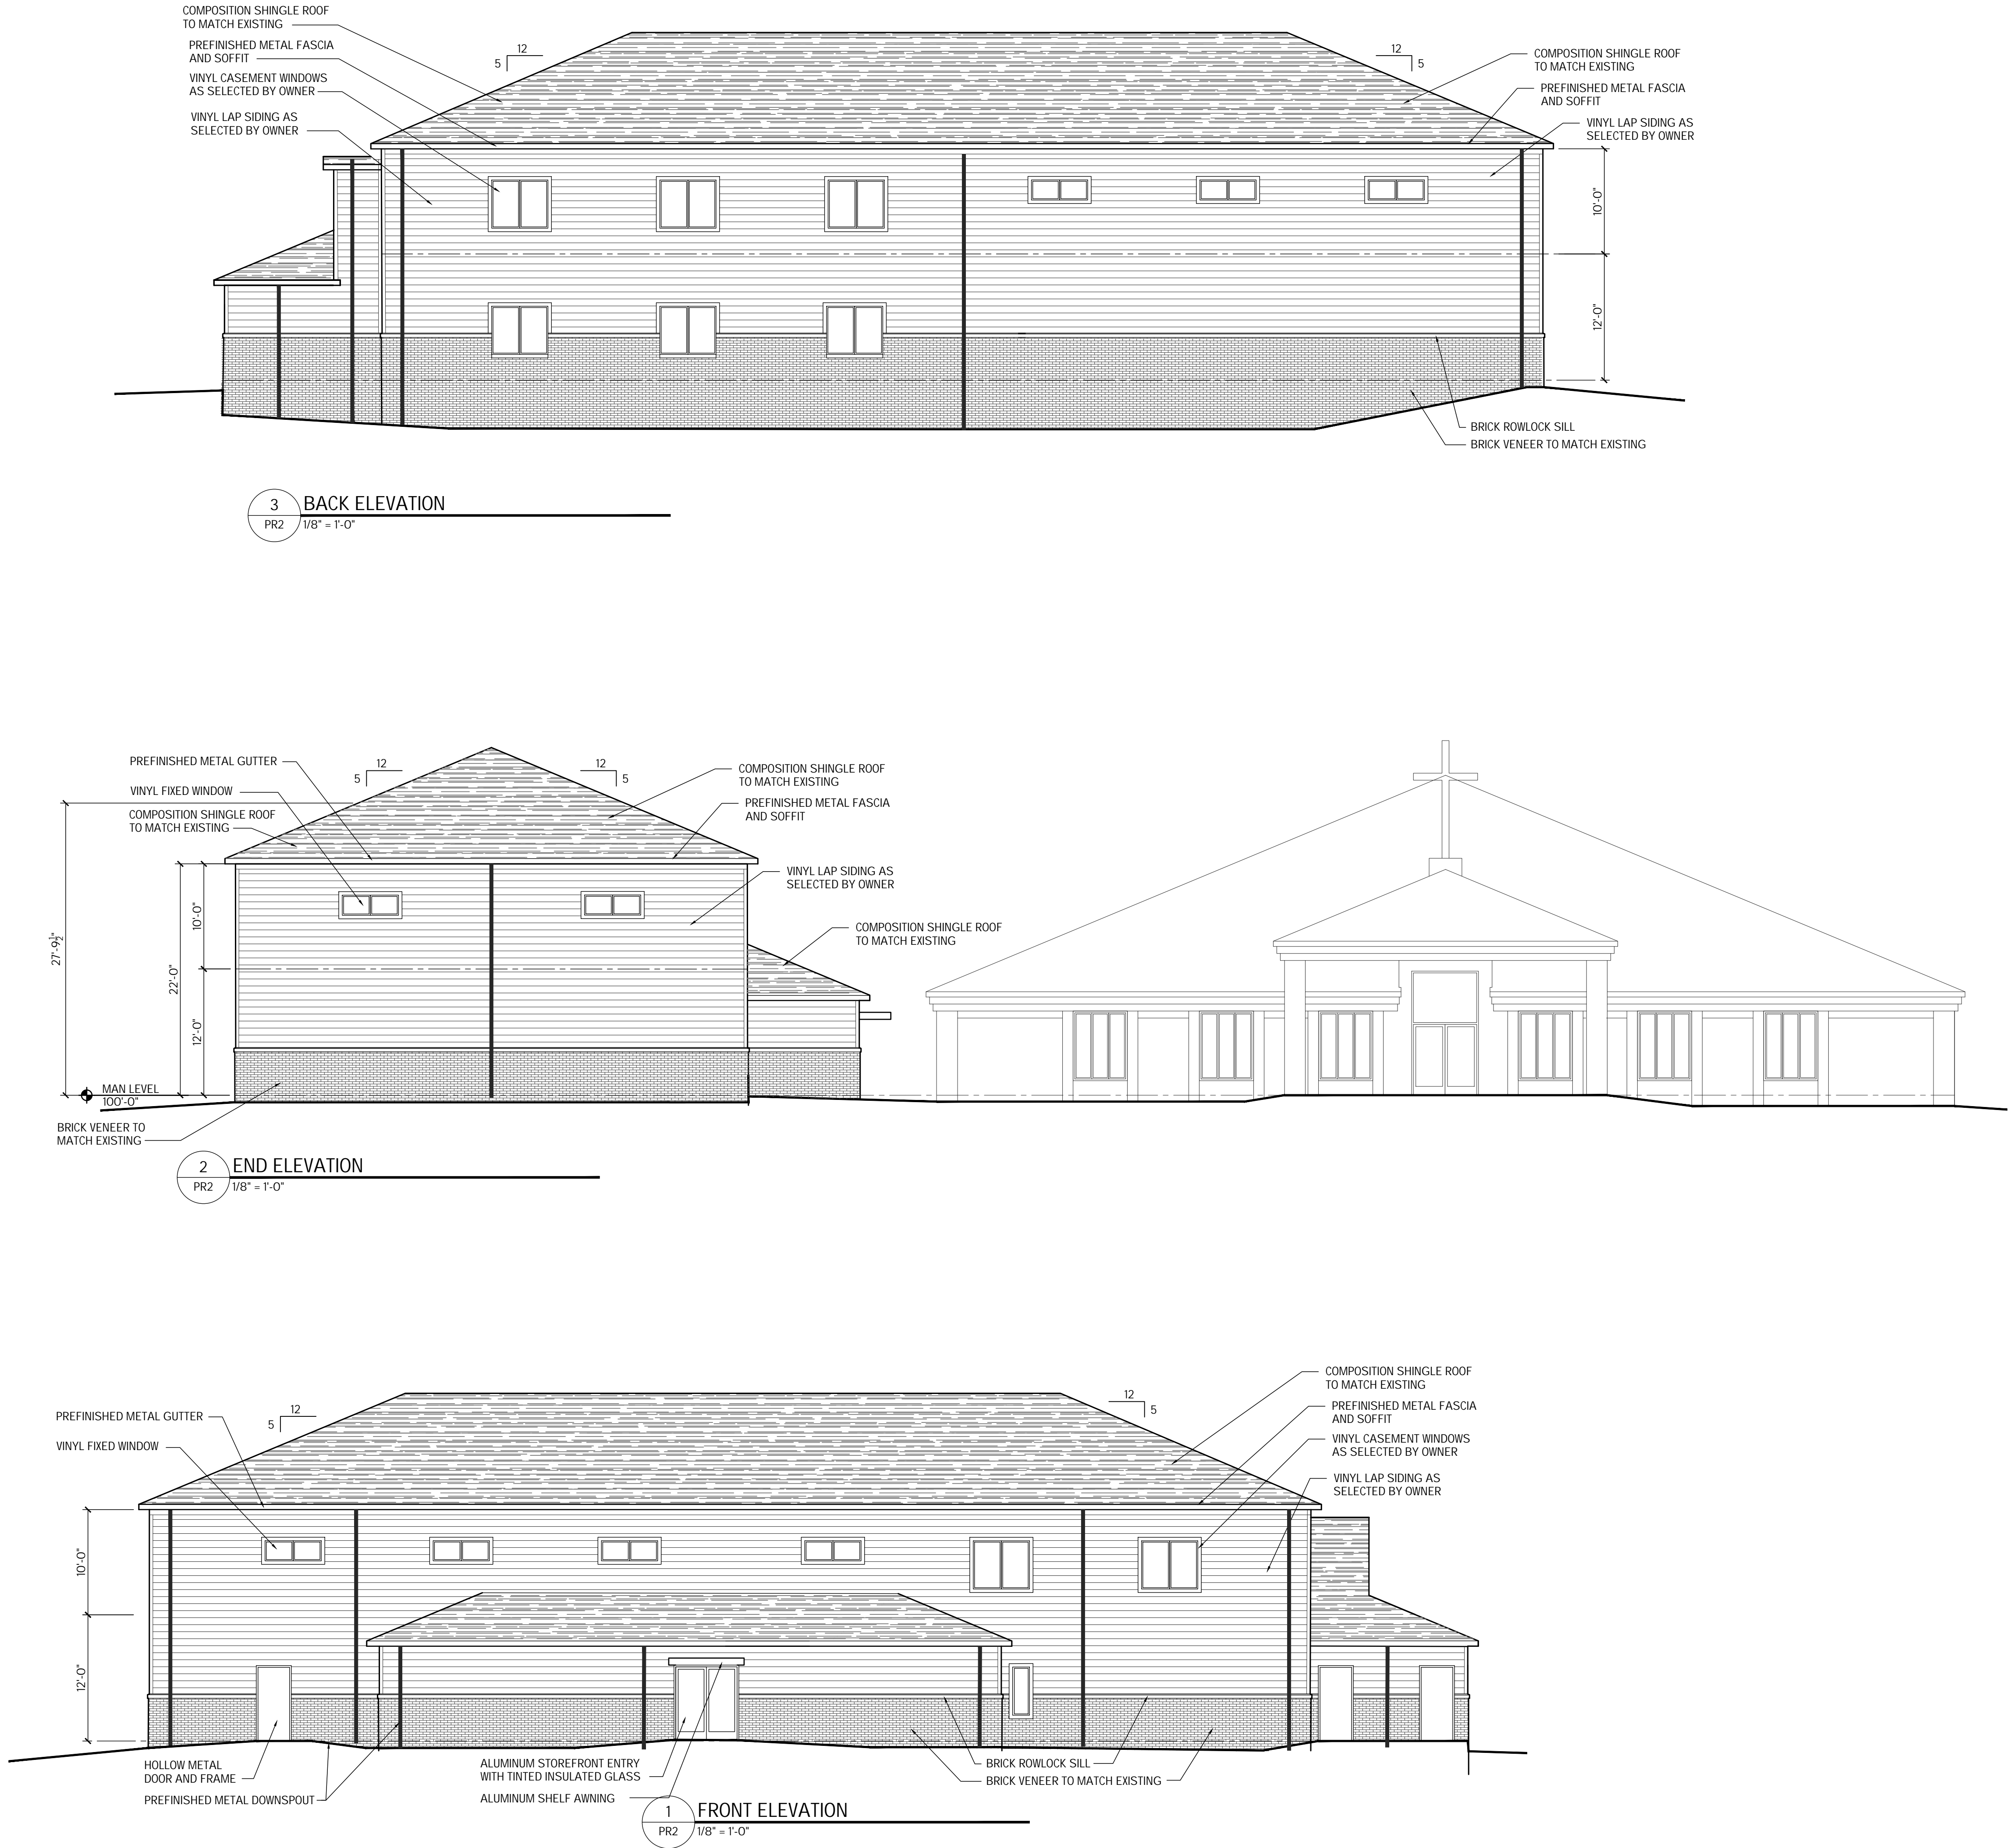 COMPOSITION SHINGLE ROOF
TO MATCH EXISTING
PREFINISHED METAL FASCIA
AND SOFFIT
VINYL CASEMENT WINDOWS
AS SELECTED BY OWNER
VINYL LAP SIDING AS
SELECTED BY OWNER
12
5
12
5
COMPOSITION SHINGLE ROOF
TO MATCH EXISTING
PREFINISHED METAL FASCIA
AND SOFFIT
VINYL LAP SIDING AS
SELECTED BY OWNER
10'-0"
12'-0"
BRICK ROWLOCK SILL
BRICK VENEER TO MATCH EXISTING
3
PR2
BACK ELEVATION
1/8" = 1'-0"
PREFINISHED METAL GUTTER
VINYL FIXED WINDOW
COMPOSITION SHINGLE ROOF
TO MATCH EXISTING
12
5
12
5
COMPOSITION SHINGLE ROOF
TO MATCH EXISTING
PREFINISHED METAL FASCIA
AND SOFFIT
VINYL LAP SIDING AS
SELECTED BY OWNER
COMPOSITION SHINGLE ROOF
TO MATCH EXISTING
27'-9½"
22'-0"
10'-0"
12'-0"
MAN LEVEL
100'-0"
BRICK VENEER TO
MATCH EXISTING
2
PR2
END ELEVATION
1/8" = 1'-0"
PREFINISHED METAL GUTTER
VINYL FIXED WINDOW
12
5
12
5
COMPOSITION SHINGLE ROOF
TO MATCH EXISTING
PREFINISHED METAL FASCIA
AND SOFFIT
VINYL CASEMENT WINDOWS
AS SELECTED BY OWNER
VINYL LAP SIDING AS
SELECTED BY OWNER
10'-0"
12'-0"
HOLLOW METAL
DOOR AND FRAME
PREFINISHED METAL DOWNSPOUT
ALUMINUM STOREFRONT ENTRY
WITH TINTED INSULATED GLASS
ALUMINUM SHELF AWNING
BRICK ROWLOCK SILL
BRICK VENEER TO MATCH EXISTING
1
PR2
FRONT ELEVATION
1/8" = 1'-0"